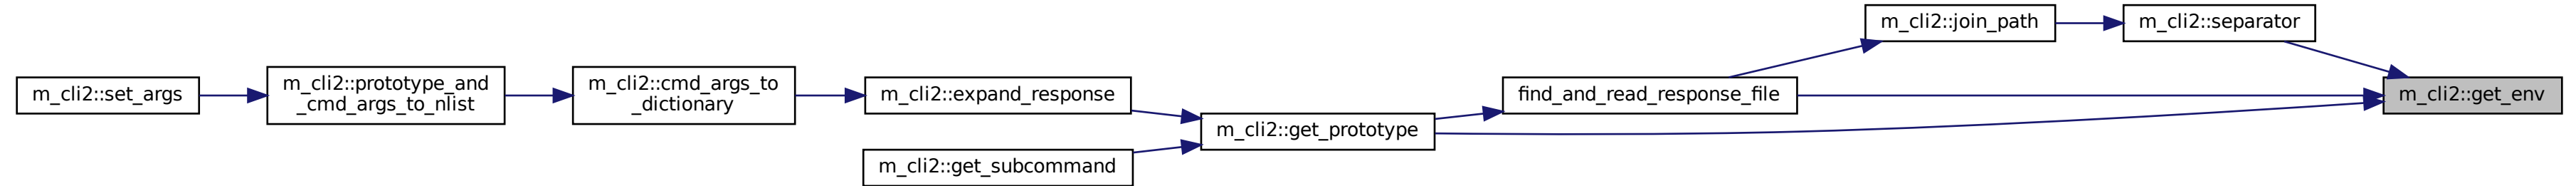 m_cli2::set_args
m_cli2::prototype_and
_cmd_args_to_nlist
m_cli2::cmd_args_to
_dictionary
m_cli2::expand_response
m_cli2::get_subcommand
m_cli2::get_prototype
find_and_read_response_file
m_cli2::join_path
m_cli2::separator
m_cli2::get_env